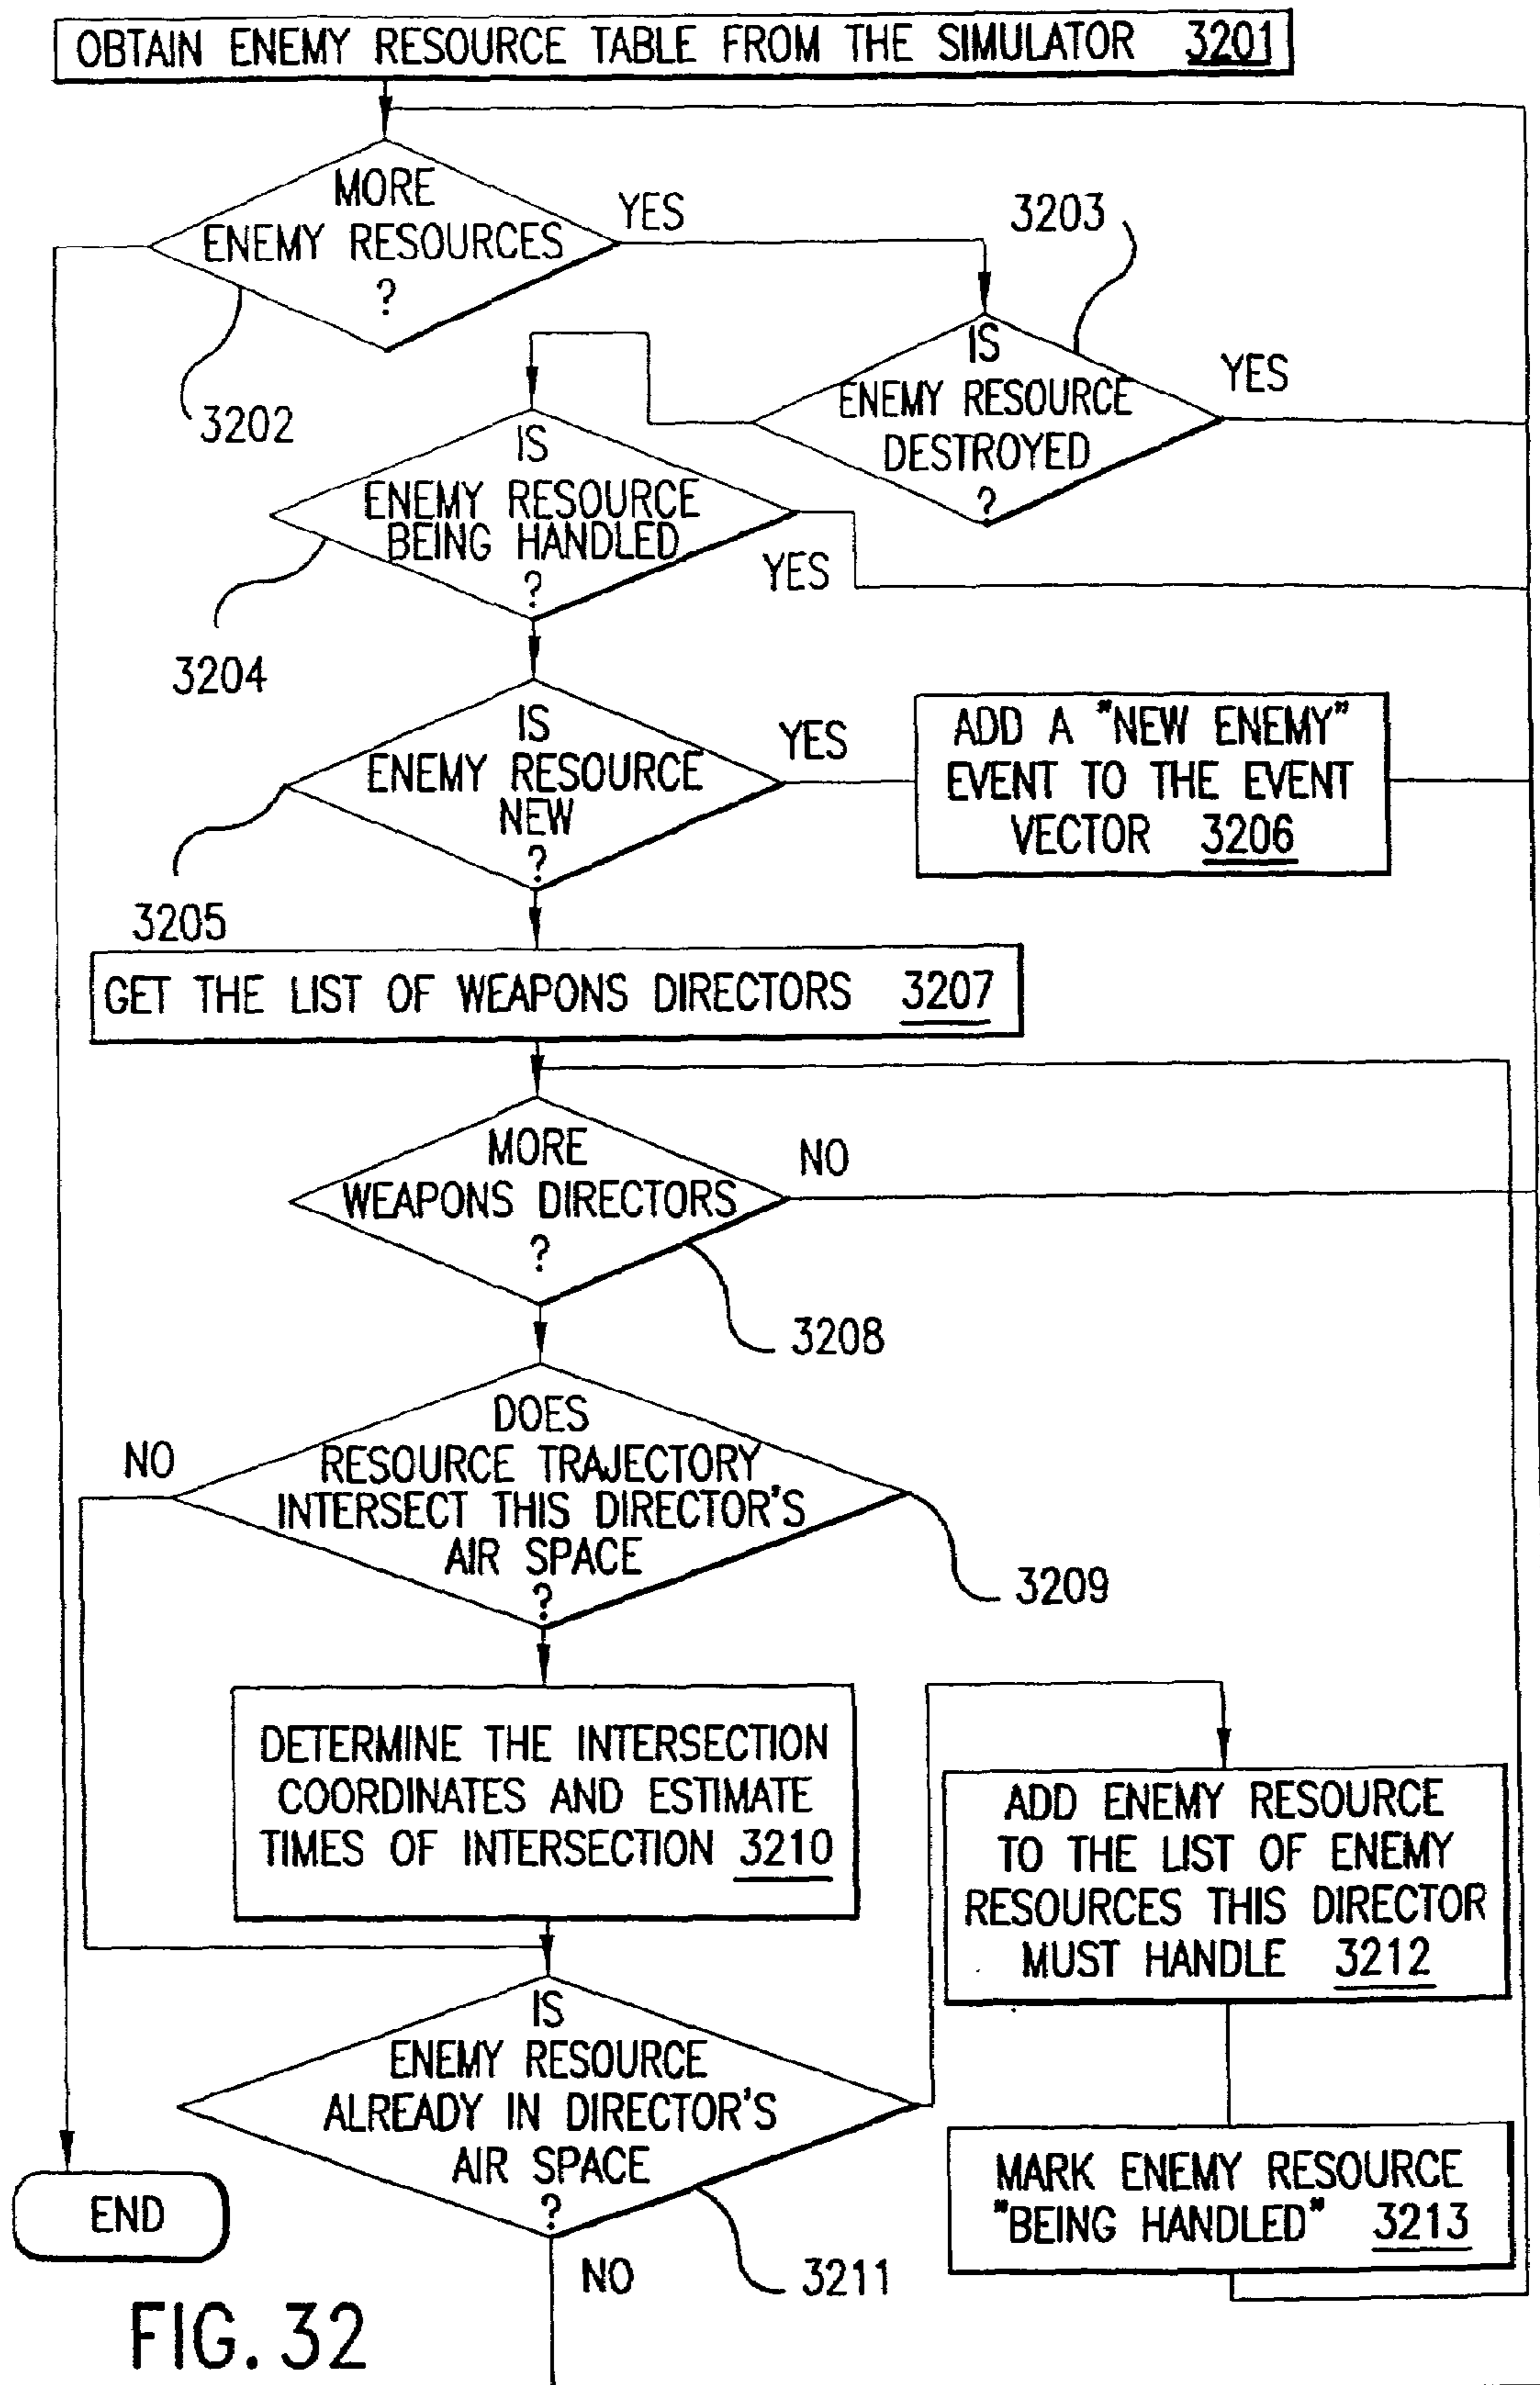 OBTAIN ENEMY RESOURCE TABLE FROM THE SIMULATOR 3201
MORE
ENEMY RESOURCES
?
YES
3202
3203
IS
ENEMY RESOURCE
DESTROYED
?
YES
IS
ENEMY RESOURCE
BEING HANDLED
?
YES
3204
IS
ENEMY RESOURCE
NEW
?
YES
3205
ADD A "NEW ENEMY"
EVENT TO THE EVENT
VECTOR 3206
GET THE LIST OF WEAPONS DIRECTORS 3207
MORE
WEAPONS DIRECTORS
?
NO
3208
DOES
RESOURCE TRAJECTORY
INTERSECT THIS DIRECTOR'S
AIR SPACE
?
NO
3209
DETERMINE THE INTERSECTION
COORDINATES AND ESTIMATE
TIMES OF INTERSECTION 3210
IS
ENEMY RESOURCE
ALREADY IN DIRECTOR'S
AIR SPACE
?
NO
3211
ADD ENEMY RESOURCE
TO THE LIST OF ENEMY
RESOURCES THIS DIRECTOR
MUST HANDLE 3212
MARK ENEMY RESOURCE
"BEING HANDLED" 3213
END
FIG. 32